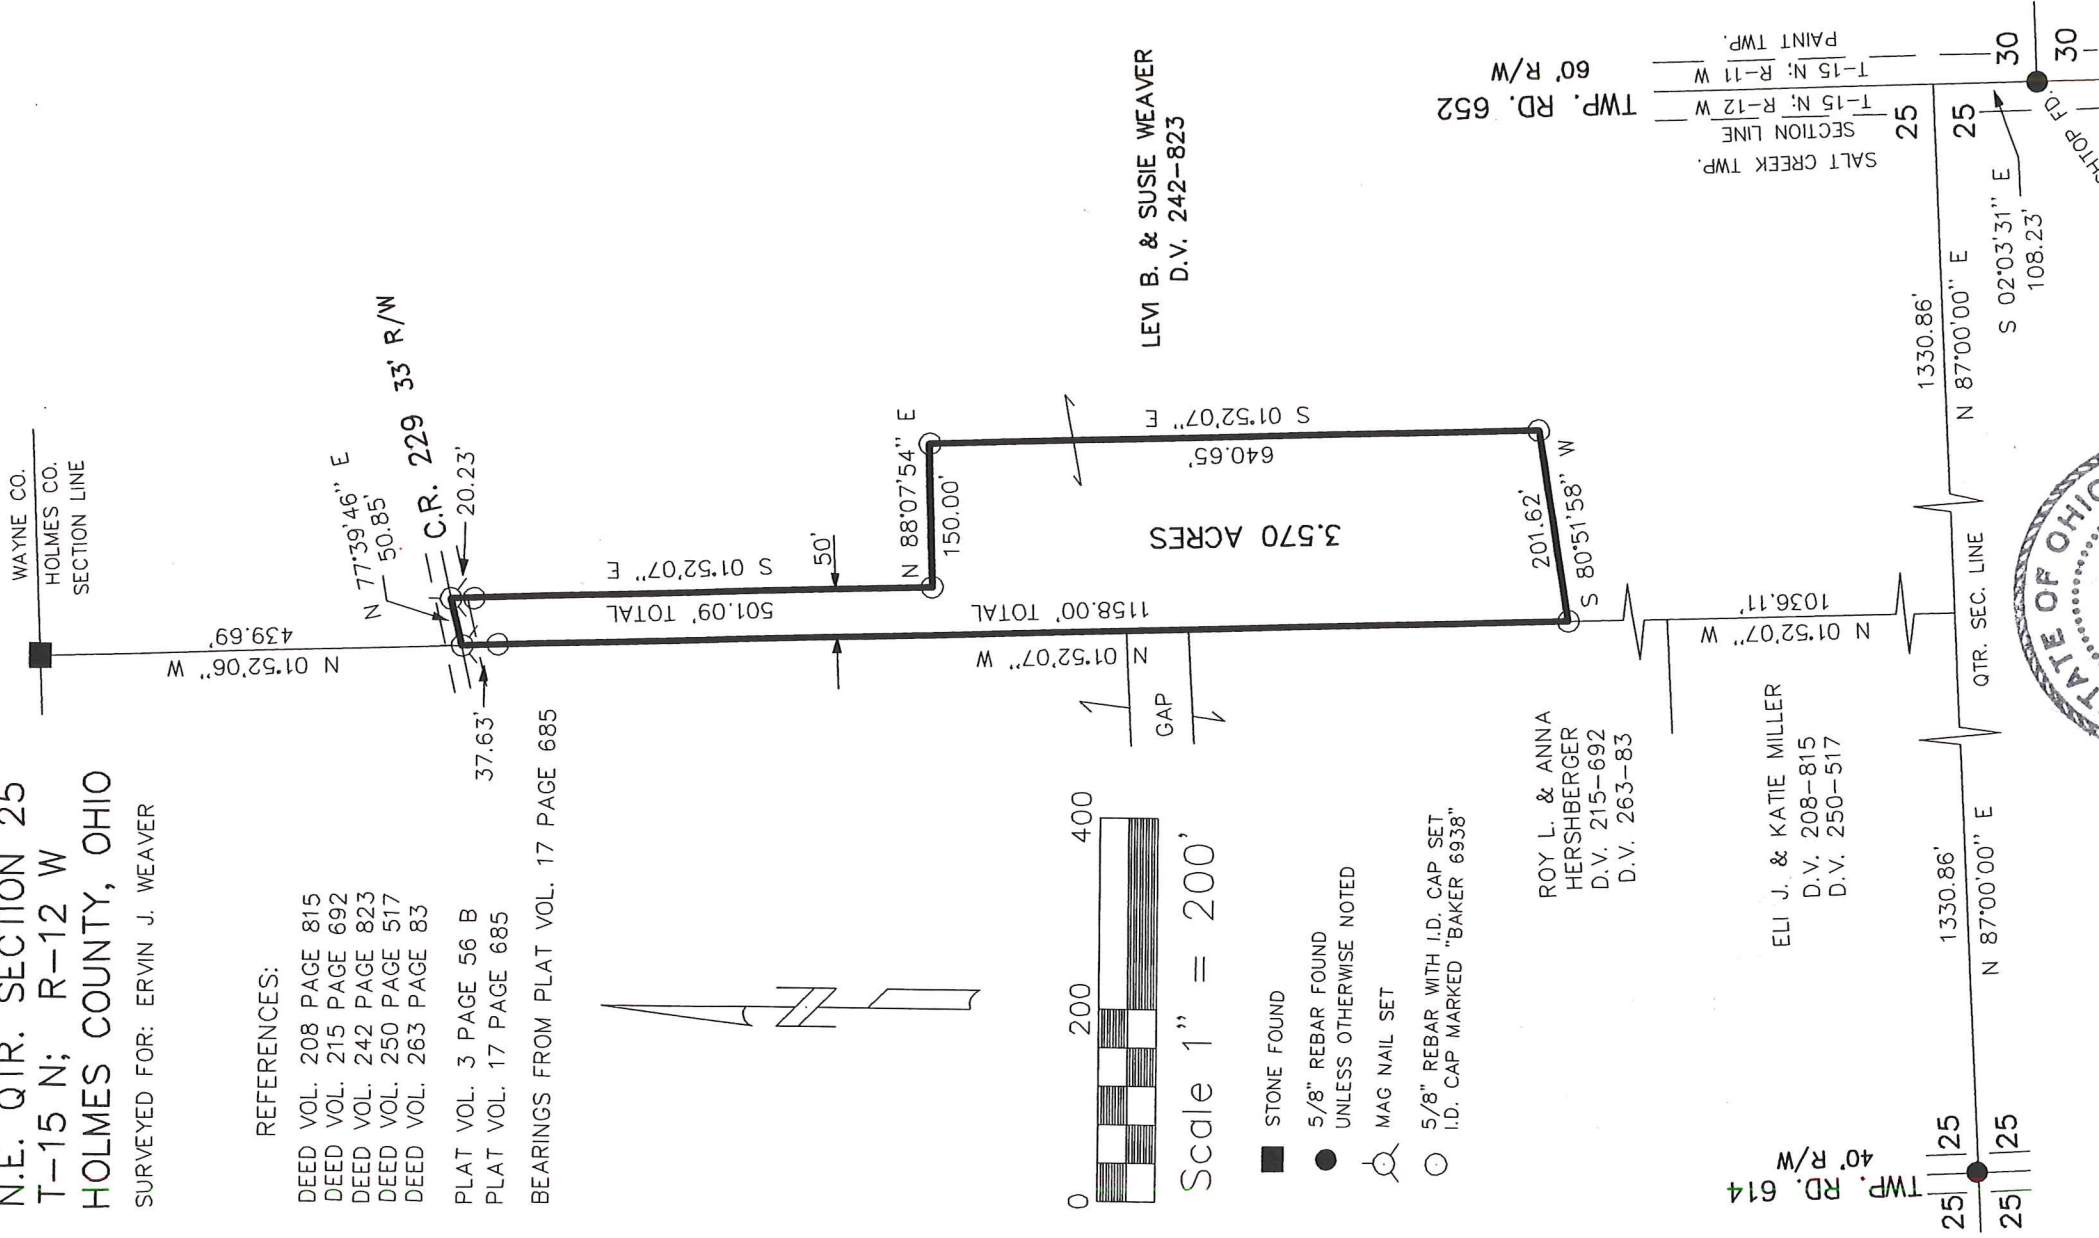 N.E. QTR. SECTION 25
T-15 N; R-12 W
HOLMES COUNTY, OHIO
SURVEYED FOR: ERVIN J. WEAVER
REFERENCES:
DEED VOL. 208 PAGE 815
DEED VOL. 215 PAGE 692
DEED VOL. 242 PAGE 823
DEED VOL. 250 PAGE 517
DEED VOL. 263 PAGE 83
PLAT VOL. 3 PAGE 56 B
PLAT VOL. 17 PAGE 685
BEARINGS FROM PLAT VOL. 17 PAGE 685
WAYNE CO.
HOLMES CO.
SECTION LINE
439.69'
N 01°52'06" W
N 77°39'46" E
50.85'
C.R. 229 33' R/W
20.23'
37.63'
S 01°52'07" E
501.09' TOTAL
50'
N 88°07'54" E
150.00'
1158.00' TOTAL
N 01°52'07" W
GAP
S 01°52'07" E
640.65'
3.570 ACRES
201.62'
S 80°51'58" W
LEVI B. & SUSIE WEAVER
D.V. 242-823
N
0
200
400
Scale 1" = 200'
STONE FOUND
5/8" REBAR FOUND
UNLESS OTHERWISE NOTED
MAG NAIL SET
5/8" REBAR WITH I.D. CAP SET
I.D. CAP MARKED "BAKER 6938"
ROY L. & ANNA
HERSHBERGER
D.V. 215-692
D.V. 263-83
1036.11'
N 01°52'07" W
ELI J. & KATIE MILLER
D.V. 208-815
D.V. 250-517
TWP. RD. 652
60' R/W
PAINT TWP.
T-15 N; R-11 W
T-15 N; R-12 W
SECTION LINE
SALT CREEK TWP.
25
25
30
30
S 02°03'31" E
108.23'
1330.86'
N 87°00'00" E
QTR. SEC. LINE
1330.86'
N 87°00'00" E
TWP. RD. 614
40' R/W
25
25
25
25
FD.
STATE OF OHIO